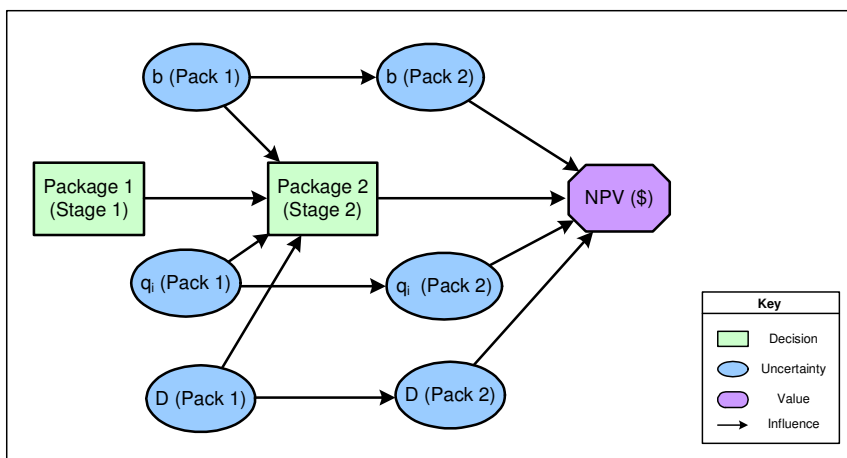 b (Pack 1)
b (Pack 2)
Package 1
(Stage 1)
Package 2
(Stage 2)
NPV ($)
qi (Pack 1)
qi (Pack 2)
D (Pack 1)
D (Pack 2)
Key
Decision
Uncertainty
Value
Influence